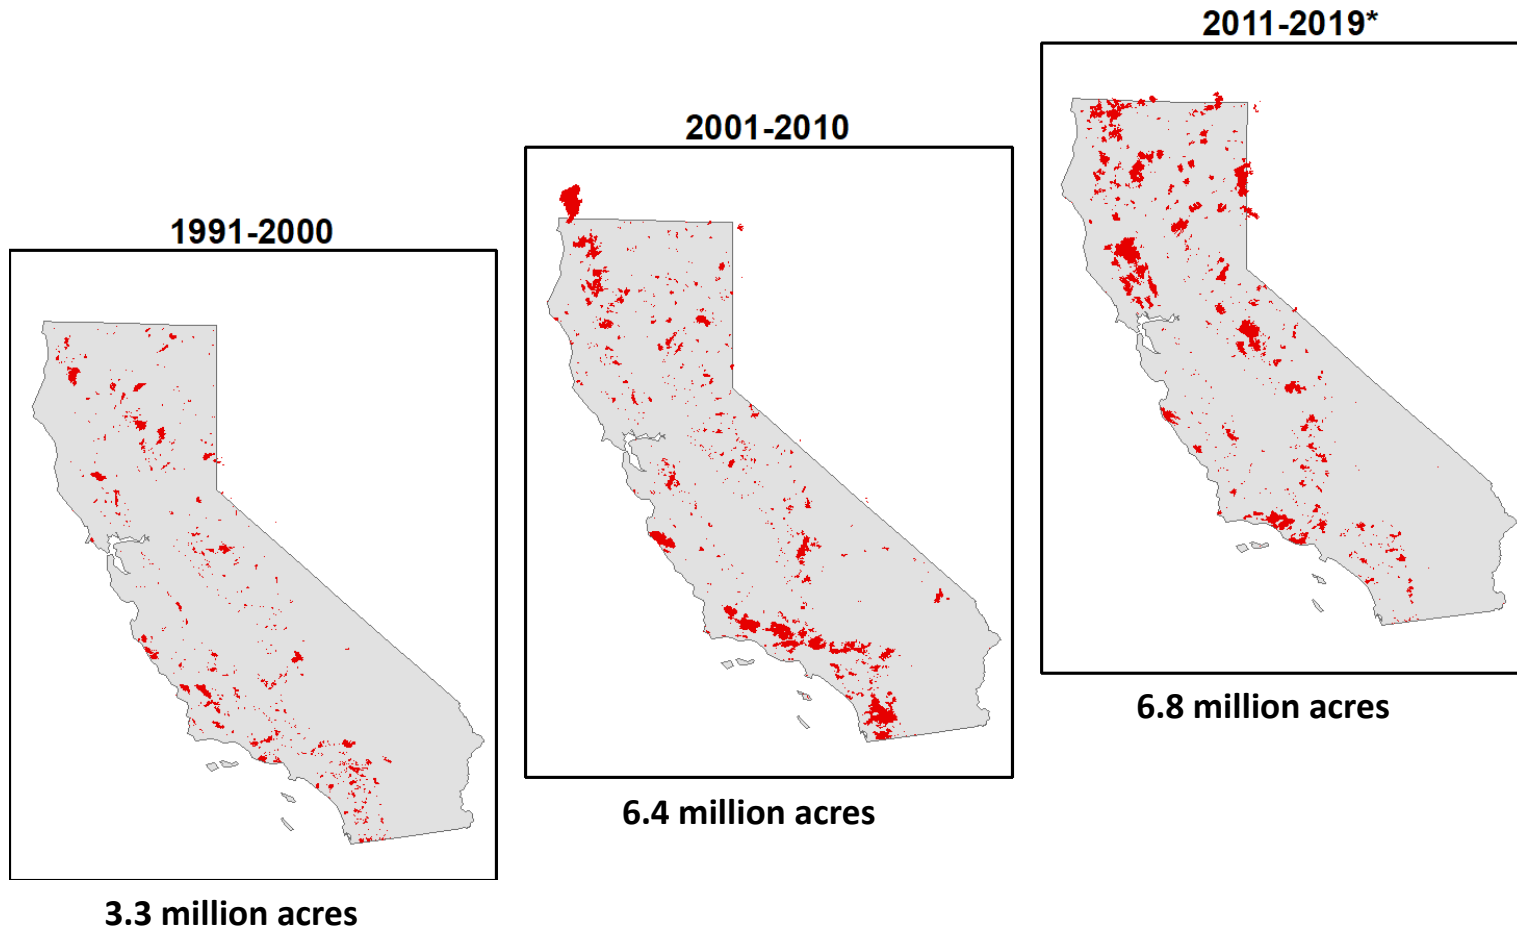 1991-2000
3.3 million acres
2001-2010
6.4 million acres
2011-2019*
6.8 million acres